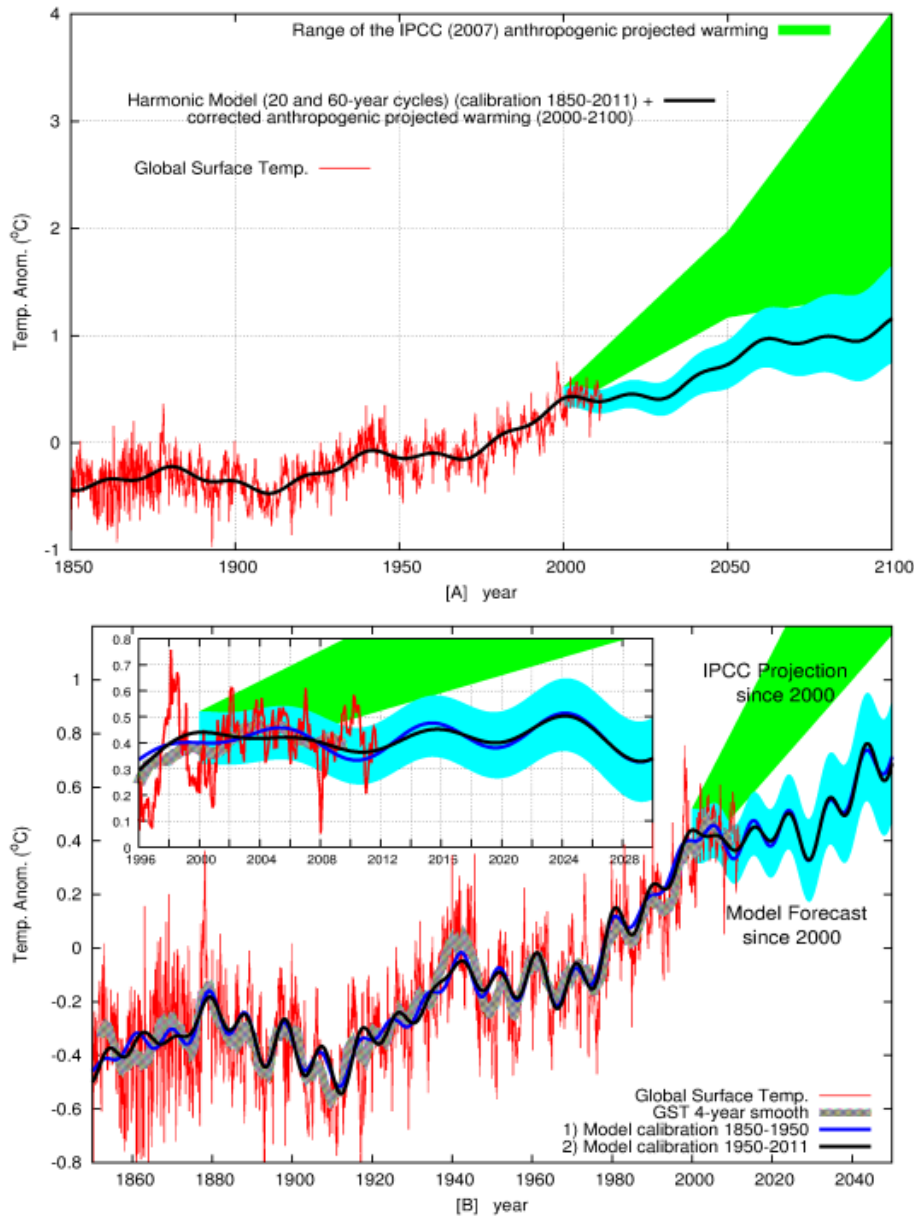 4
3
2
1
0
-1
Temp. Anom. (°C)
Range of the IPCC (2007) anthropogenic projected warming
Harmonic Model (20 and 60-year cycles) (calibration 1850-2011) +
corrected anthropogenic projected warming (2000-2100)
Global Surface Temp.
1850 1900 1950 2000 2050 2100
[A] year
1
0.8
0.6
0.4
0.2
0
-0.2
-0.4
-0.6
-0.8
Temp. Anom. (°C)
0.8
0.7
0.6
0.5
0.4
0.3
0.2
0.1
0
1996 2000 2004 2008 2012 2016 2020 2024 2028
IPCC Projection
since 2000
Model Forecast
since 2000
Global Surface Temp.
GST 4-year smooth
1) Model calibration 1850-1950
2) Model calibration 1950-2011
1860 1880 1900 1920 1940 1960 1980 2000 2020 2040
[B] year